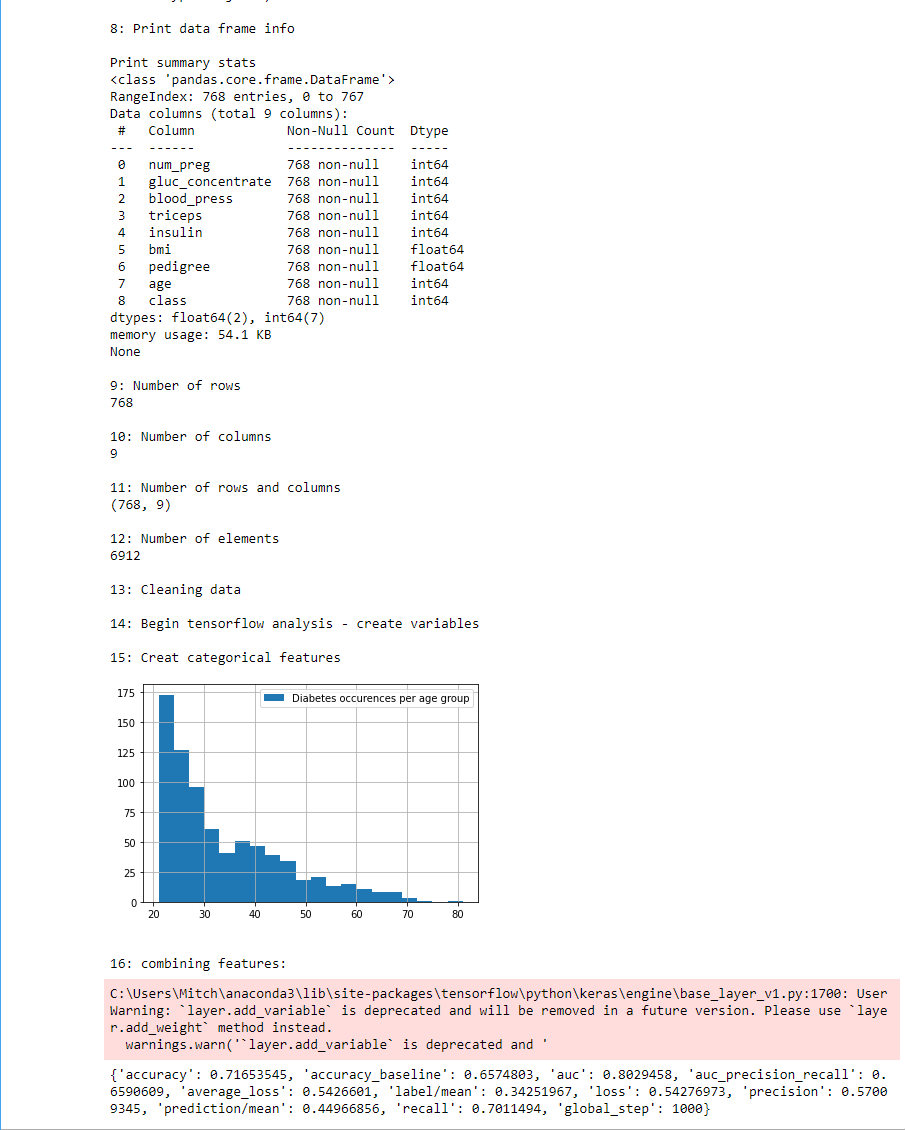 8: Print data frame info
Print summary stats
<class 'pandas.core.frame.DataFrame'>
RangeIndex: 768 entries, 0 to 767
Data columns (total 9 columns):
 #   Column            Non-Null Count  Dtype
---  ------            --------------  -----
 0   num_preg          768 non-null    int64
 1   gluc_concentrate  768 non-null    int64
 2   blood_press       768 non-null    int64
 3   triceps           768 non-null    int64
 4   insulin           768 non-null    int64
 5   bmi               768 non-null    float64
 6   pedigree          768 non-null    float64
 7   age               768 non-null    int64
 8   class             768 non-null    int64
dtypes: float64(2), int64(7)
memory usage: 54.1 KB
None
9: Number of rows
768
10: Number of columns
9
11: Number of rows and columns
(768, 9)
12: Number of elements
6912
13: Cleaning data
14: Begin tensorflow analysis - create variables
15: Creat categorical features
Diabetes occurences per age group
175
150
125
100
75
50
25
0
20 30 40 50 60 70 80
16: combining features:
C:\Users\Mitch\anaconda3\lib\site-packages\tensorflow\python\keras\engine\base_layer_v1.py:1700: User
Warning: `layer.add_variable` is deprecated and will be removed in a future version. Please use `laye
r.add_weight` method instead.
  warnings.warn('`layer.add_variable` is deprecated and '
{'accuracy': 0.71653545, 'accuracy_baseline': 0.6574803, 'auc': 0.8029458, 'auc_precision_recall': 0.
6590609, 'average_loss': 0.5426601, 'label/mean': 0.34251967, 'loss': 0.54276973, 'precision': 0.5700
9345, 'prediction/mean': 0.44966856, 'recall': 0.7011494, 'global_step': 1000}